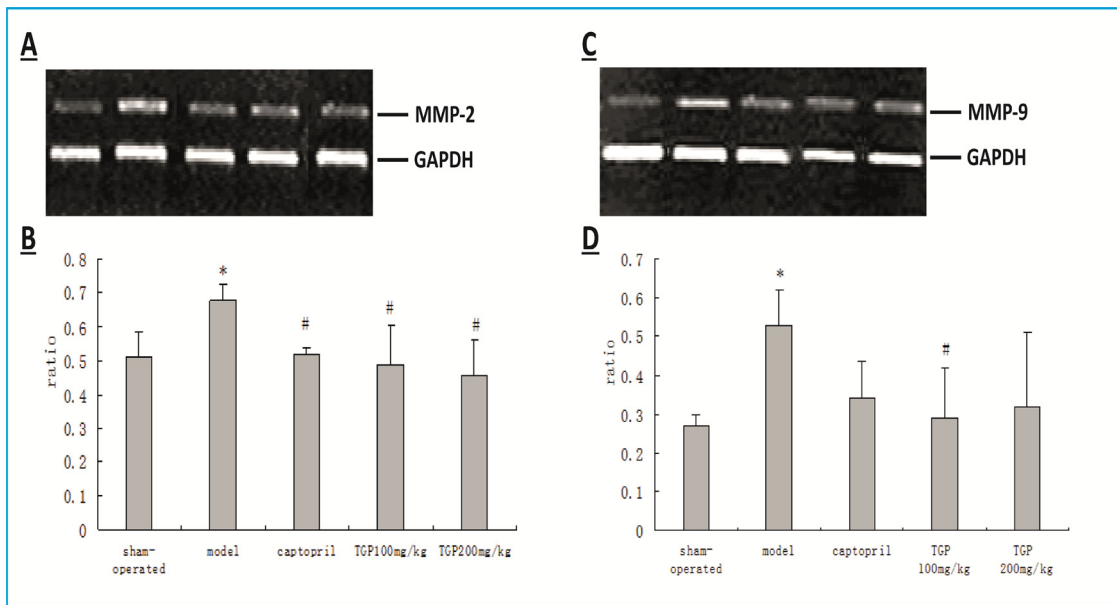 A
MMP-2
GAPDH
B
0.8
0.7
0.6
0.5
0.4
0.3
0.2
0.1
0
ratio
*
#
#
#
sham-
operated
model
captopril
TGP100mg/kg
TGP200mg/kg
C
MMP-9
GAPDH
D
0.7
0.6
0.5
0.4
0.3
0.2
0.1
0
ratio
*
#
sham-
operated
model
captopril
TGP
100mg/kg
TGP
200mg/kg